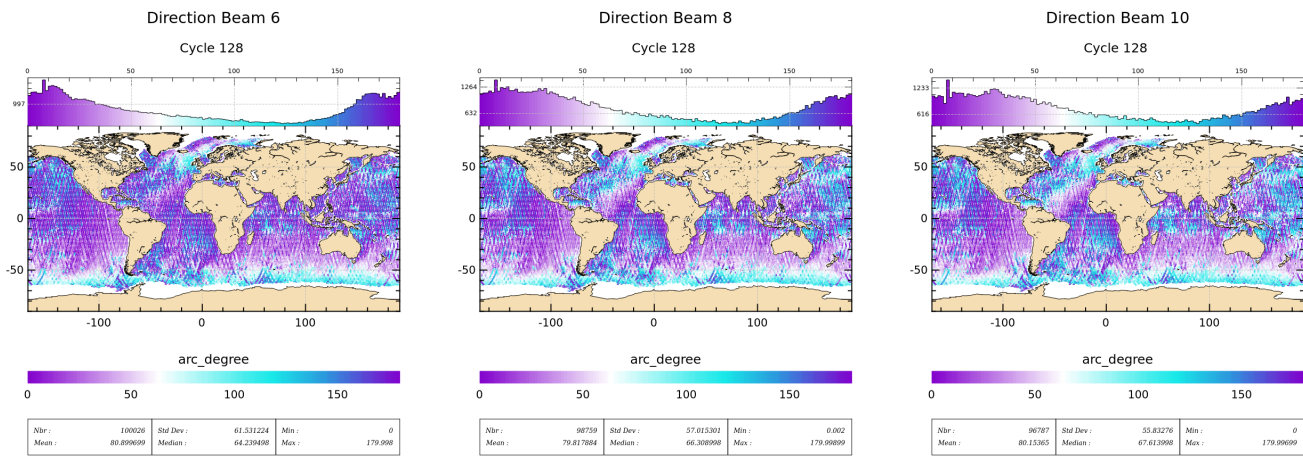 Direction Beam 6
Cycle 128
0 50 100 150
997
50
0
-50
-100 0 100
arc_degree
0 50 100 150
Nbr : 100026 Std Dev : 61.531224 Min : 0
Mean : 80.899699 Median : 64.239498 Max : 179.998
Direction Beam 8
Cycle 128
0 50 100 150
1264
632
50
0
-50
-100 0 100
arc_degree
0 50 100 150
Nbr : 98759 Std Dev : 57.015301 Min : 0.002
Mean : 79.817884 Median : 66.308998 Max : 179.99899
Direction Beam 10
Cycle 128
0 50 100 150
1233
616
50
0
-50
-100 0 100
arc_degree
0 50 100 150
Nbr : 96787 Std Dev : 55.83276 Min : 0
Mean : 80.15365 Median : 67.613998 Max : 179.99699